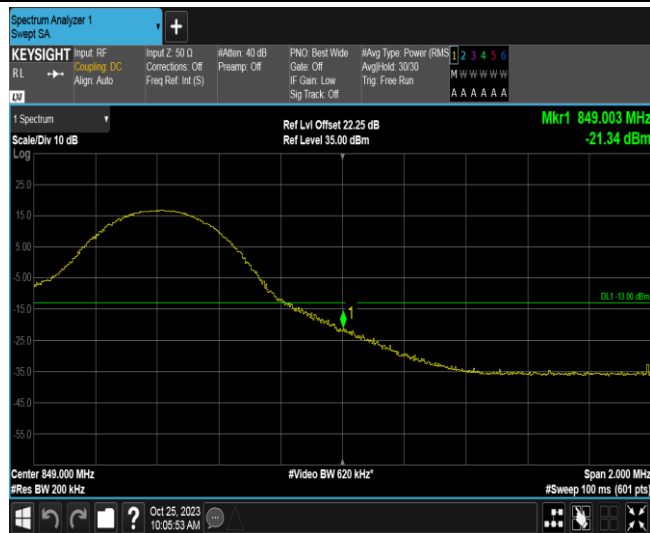 Spectrum Analyzer 1
Swept SA
KEYSIGHT
RL
Input: RF
Coupling: DC
Align: Auto
Input Z: 50 Ω
Corrections: Off
Freq Ref: Int (S)
#Atten: 40 dB
Preamp: Off
PNO: Best Wide
Gate: Off
IF Gain: Low
Sig Track: Off
#Avg Type: Power (RMS
Avg|Hold: 30/30
Trig: Free Run
1 2 3 4 5 6
M W W W W W
A A A A A A
1 Spectrum
Scale/Div 10 dB
Ref Lvl Offset 22.25 dB
Ref Level 35.00 dBm
Mkr1 849.003 MHz
-21.34 dBm
Log
25.0
15.0
5.00
-5.00
DL1 -13.00 dBm
-15.0
1
-25.0
-35.0
-45.0
-55.0
Center 849.000 MHz
#Video BW 620 kHz*
Span 2.000 MHz
#Res BW 200 kHz
#Sweep 100 ms (601 pts)
?
Oct 25, 2023
10:05:53 AM